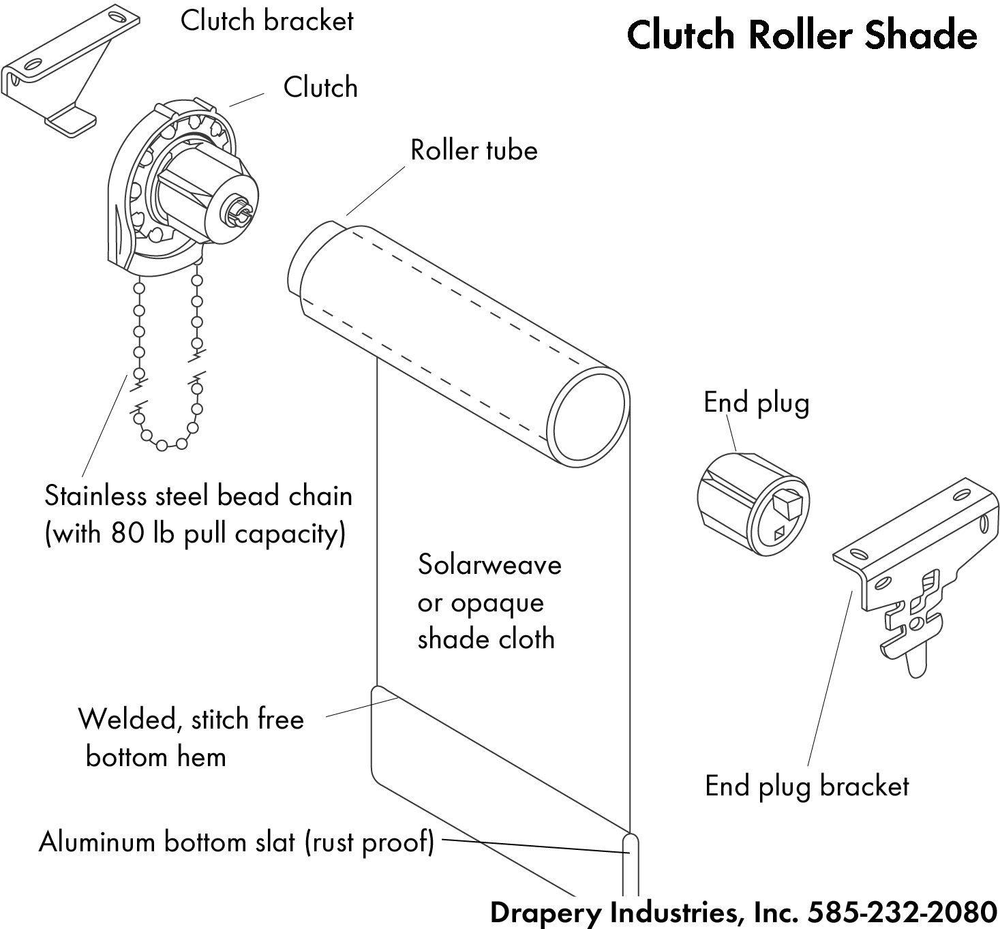 Clutch bracket
Clutch Roller Shade
Clutch
Roller tube
End plug
Stainless steel bead chain
(with 80 lb pull capacity)
Solarweave
or opaque
shade cloth
Welded, stitch free
bottom hem
End plug bracket
Aluminum bottom slat (rust proof)
Drapery Industries, Inc. 585-232-2080